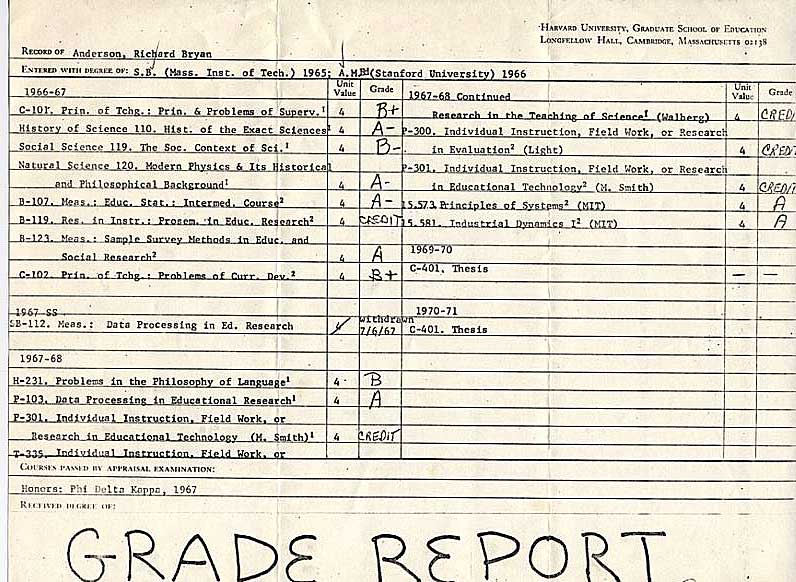 HARVARD UNIVERSITY, GRADUATE SCHOOL OF EDUCATION
LONGFELLOW HALL, CAMBRIDGE, MASSACHUSETTS 02138
RECORD OF Anderson, Richard Bryan
ENTERED WITH DEGREE OF: S.B. (Mass. Inst. of Tech.) 1965; A.M. (Stanford University) 1966
1966-67 Unit Value Grade
C-101. Prin. of Tchg.: Prin. & Problems of Superv.¹ 4 B+
History of Science 110. Hist. of the Exact Sciences¹ 4 A-
Social Science 119. The Soc. Context of Sci.¹ 4 B-
Natural Science 120. Modern Physics & Its Historical
and Philosophical Background¹ 4 A-
B-107. Meas.: Educ. Stat.: Intermed. Course² 4 A-
B-119. Res. in Instr.: Prosem. in Educ. Research² 4 CREDIT
B-123. Meas.: Sample Survey Methods in Educ. and
Social Research² 4 A
C-102. Prin. of Tchg.: Problems of Curr. Dev.² 4 B+
1967 SS
SB-112. Meas.: Data Processing in Ed. Research 4 withdrawn 7/6/67
1967-68
H-231. Problems in the Philosophy of Language¹ 4 B
P-103. Data Processing in Educational Research¹ 4 A
P-301. Individual Instruction, Field Work, or
Research in Educational Technology (M. Smith)¹ 4 CREDIT
T-335. Individual Instruction, Field Work, or
1967-68 Continued Unit Value Grade
Research in the Teaching of Science¹ (Walberg) 4 CREDI
P-300. Individual Instruction, Field Work, or Research
in Evaluation² (Light) 4 CREDIT
P-301. Individual Instruction, Field Work, or Research
in Educational Technology² (M. Smith) 4 CREDIT
15.573 Principles of Systems² (MIT) 4 A
15.581. Industrial Dynamics I² (MIT) 4 A
1969-70
C-401. Thesis — —
1970-71
C-401. Thesis
COURSES PASSED BY APPRAISAL EXAMINATION:
Honors: Phi Delta Kappa, 1967
RECEIVED DEGREE OF:
GRADE REPORT